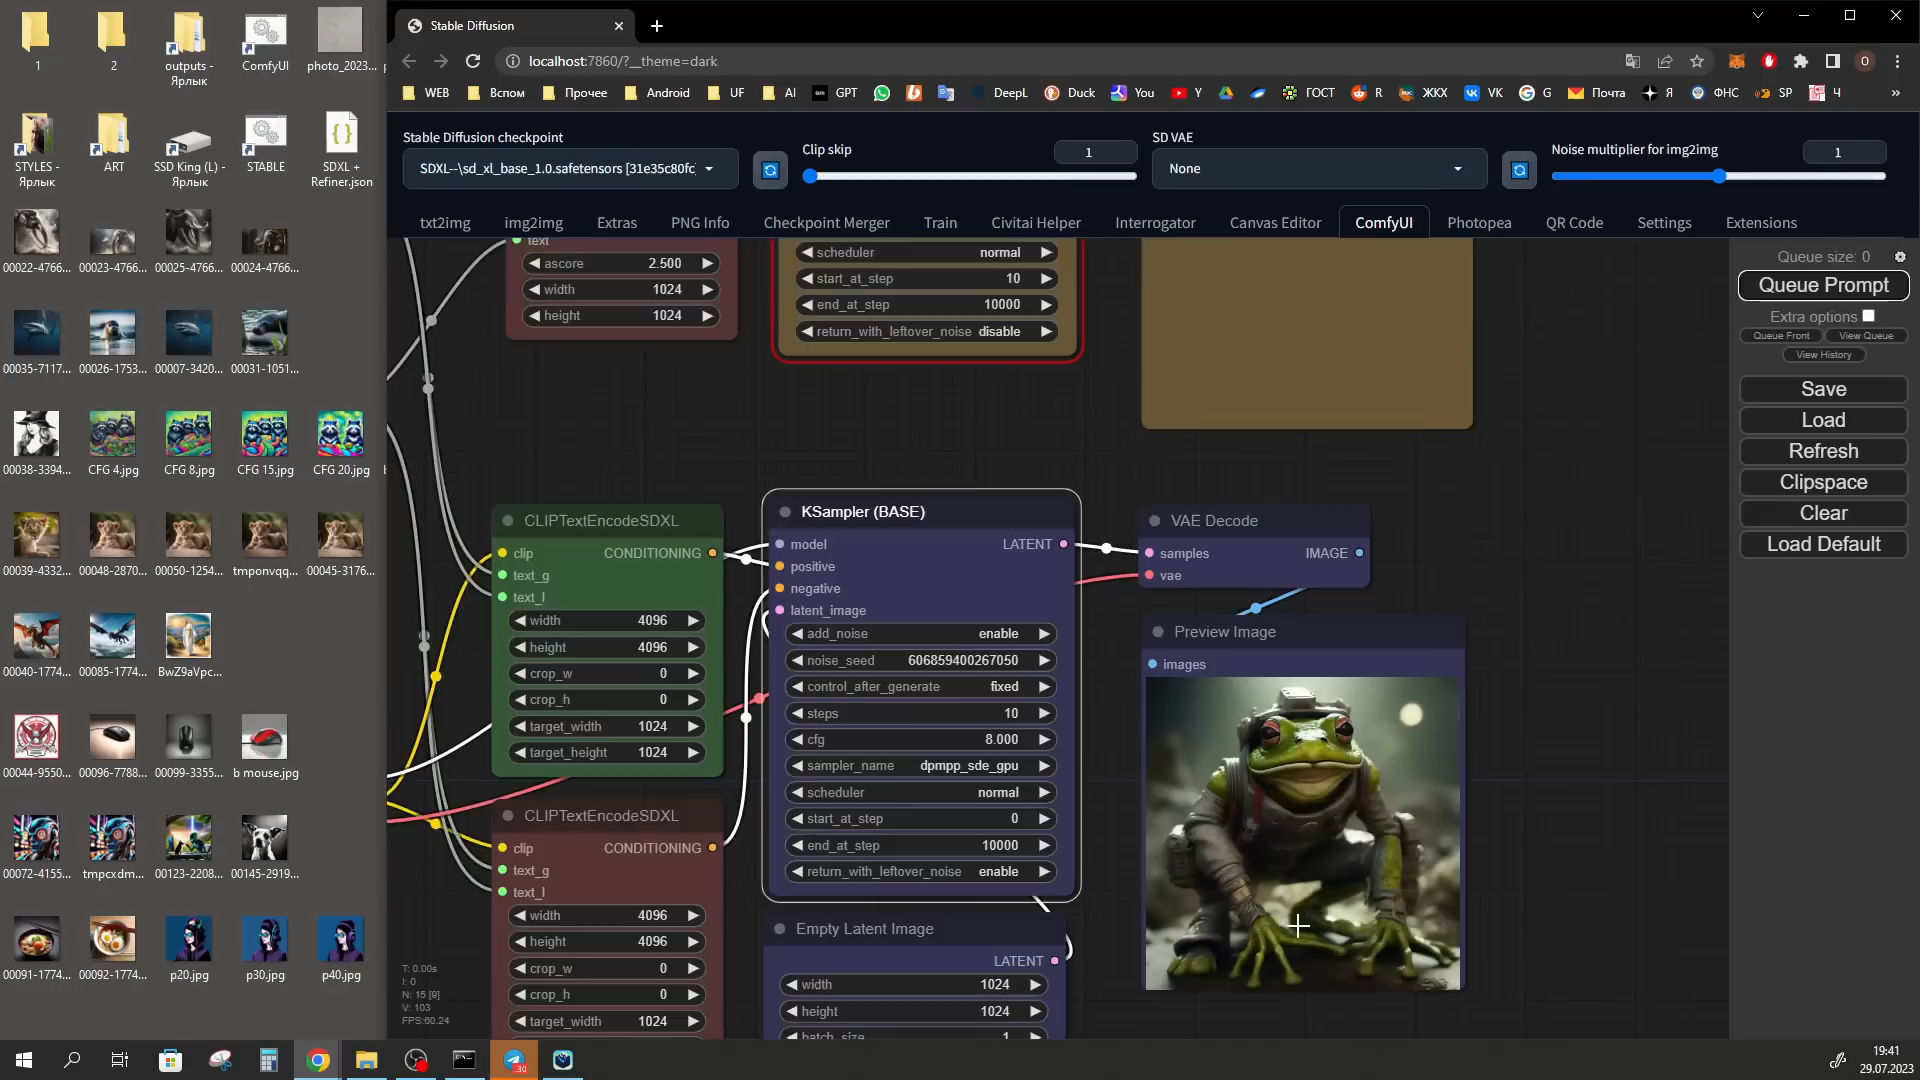 1
2
outputs -
Ярлык
ComfyUI
photo_2023...
STYLES -
Ярлык
ART
SSD King (L) -
Ярлык
STABLE
SDXL +
Refiner.json
00022-4766...
00023-4766...
00025-4766...
00024-4766...
00035-7117...
00026-1753...
00007-3420...
00031-1051...
00038-3394...
CFG 4.jpg
CFG 8.jpg
CFG 15.jpg
CFG 20.jpg
00039-4332...
00048-2870...
00050-1254...
tmponvqq...
00045-3176...
00040-1774...
00085-1774...
BwZ9aVpc...
00044-9550...
00096-7788...
00099-3355...
b mouse.jpg
00072-4155...
tmpcxdm...
00123-2208...
00145-2919...
00091-1774...
00092-1774...
p20.jpg
p30.jpg
p40.jpg
Stable Diffusion
localhost:7860/?__theme=dark
O
WEB
Вспом
Прочее
Android
UF
AI
GPT
DeepL
Duck
You
Y
ГОСТ
R
ЖКХ
VK
G
Почта
Я
ФНС
SP
Ч
»
Stable Diffusion checkpoint
SDXL--\sd_xl_base_1.0.safetensors [31e35c80fc
Clip skip
1
SD VAE
None
Noise multiplier for img2img
1
txt2img
img2img
Extras
PNG Info
Checkpoint Merger
Train
Civitai Helper
Interrogator
Canvas Editor
ComfyUI
Photopea
QR Code
Settings
Extensions
text
ascore 2.500
width 1024
height 1024
scheduler normal
start_at_step 10
end_at_step 10000
return_with_leftover_noise disable
CLIPTextEncodeSDXL
clip CONDITIONING
text_g
text_l
width 4096
height 4096
crop_w 0
crop_h 0
target_width 1024
target_height 1024
CLIPTextEncodeSDXL
clip CONDITIONING
text_g
text_l
width 4096
height 4096
crop_w 0
crop_h 0
target_width 1024
KSampler (BASE)
model LATENT
positive
negative
latent_image
add_noise enable
noise_seed 606859400267050
control_after_generate fixed
steps 10
cfg 8.000
sampler_name dpmpp_sde_gpu
scheduler normal
start_at_step 0
end_at_step 10000
return_with_leftover_noise enable
Empty Latent Image
LATENT
width 1024
height 1024
batch_size 1
VAE Decode
samples IMAGE
vae
Preview Image
images
T: 0.00s
I: 0
N: 15 [9]
V: 103
FPS:60.24
Queue size: 0
Queue Prompt
Extra options
Queue Front
View Queue
View History
Save
Load
Refresh
Clipspace
Clear
Load Default
30
19:41
29.07.2023